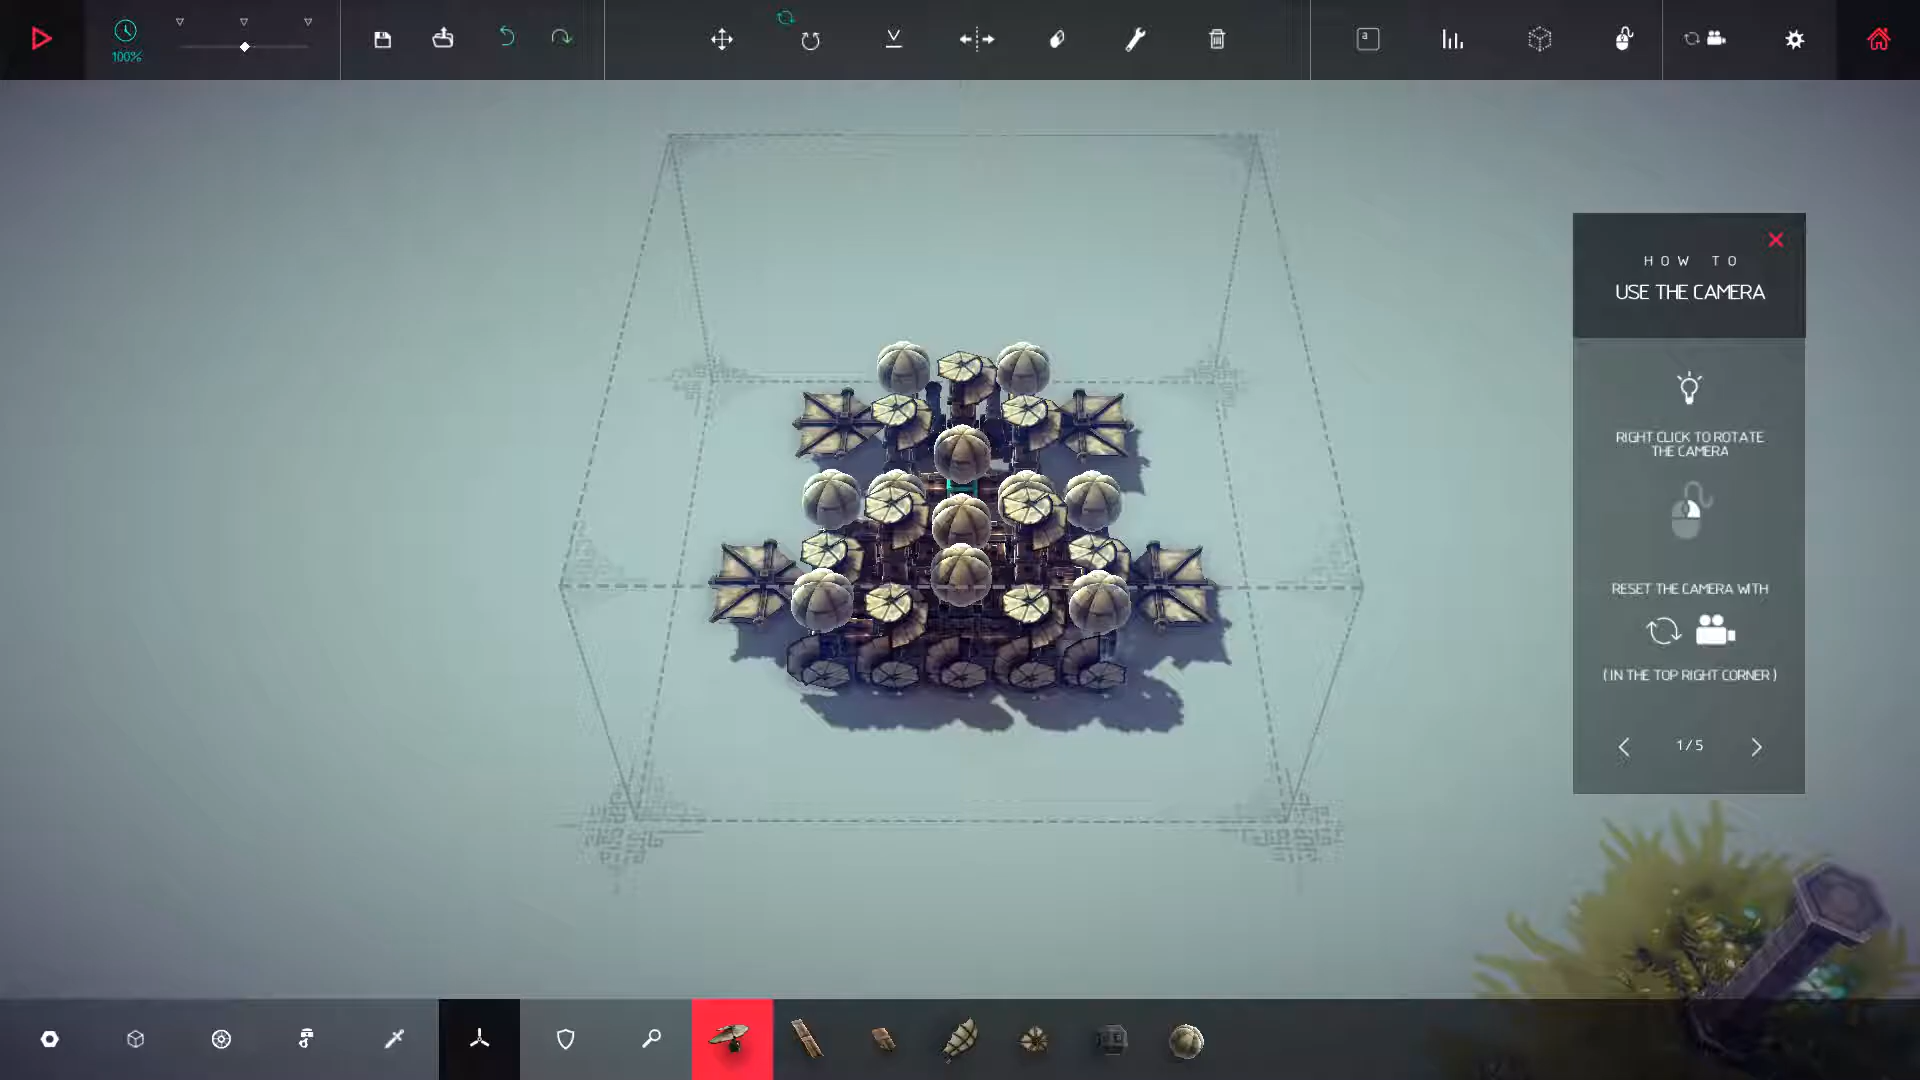 100%
a
HOW TO
USE THE CAMERA
RIGHT CLICK TO ROTATE
THE CAMERA
RESET THE CAMERA WITH
( IN THE TOP RIGHT CORNER )
1/5